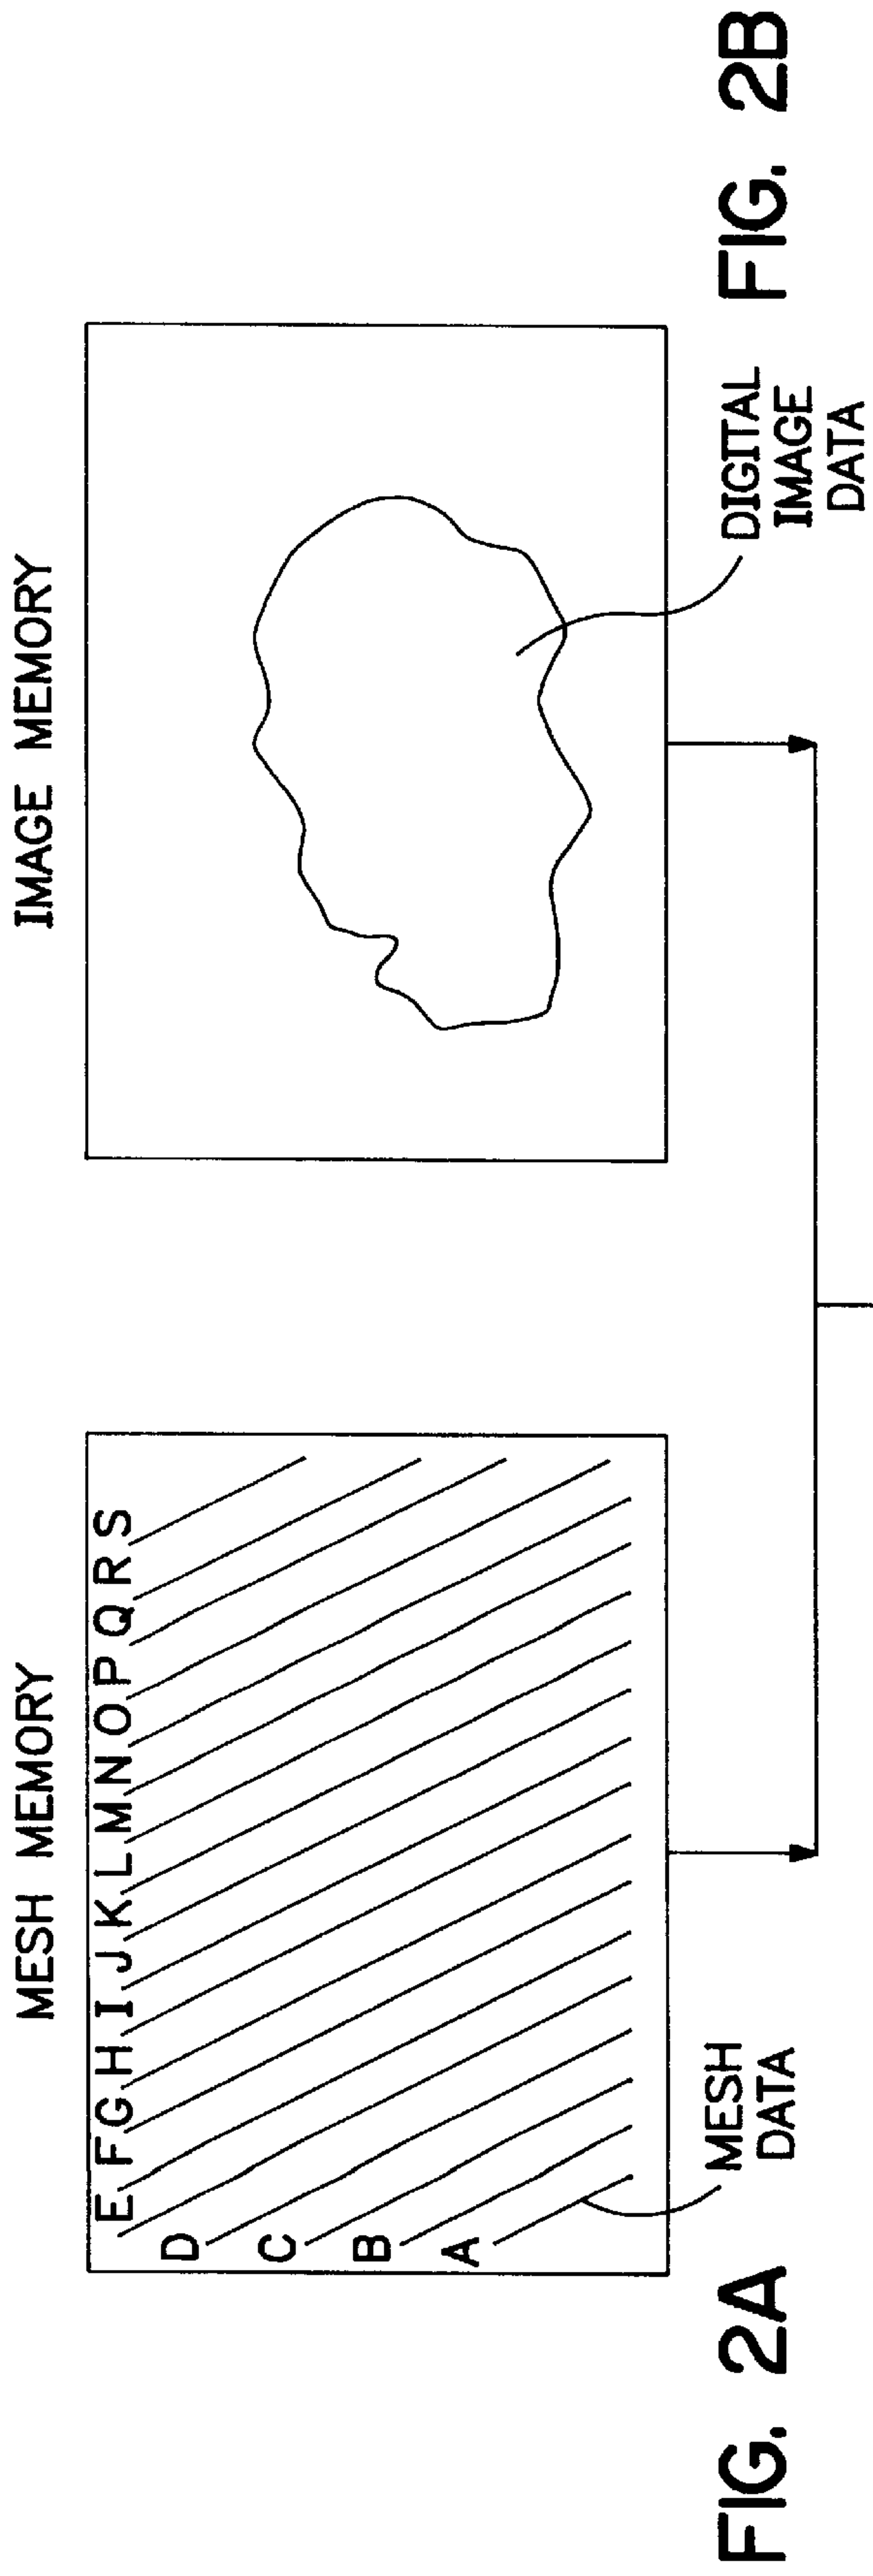 MESH MEMORY
E F G H I J K L M N O P Q R S
D
C
B
A
MESH
DATA
FIG. 2A
IMAGE MEMORY
DIGITAL
IMAGE
DATA
FIG. 2B